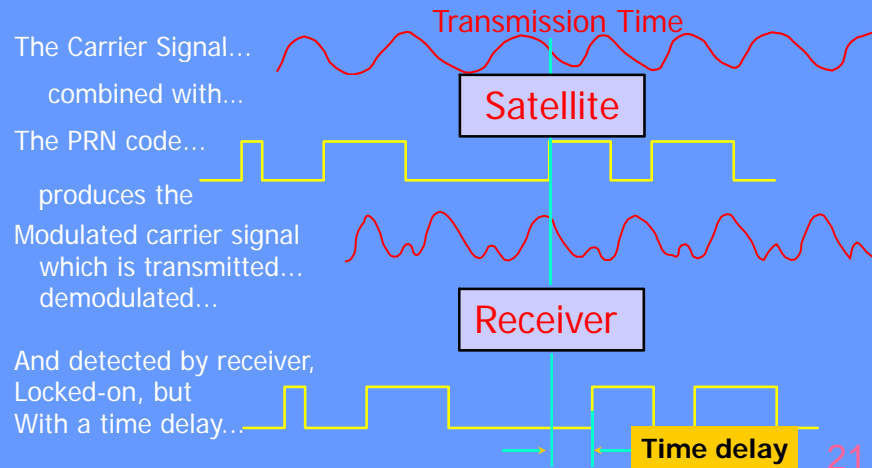 Transmission Time
The Carrier Signal...
combined with...
Satellite
The PRN code...
produces the
Modulated carrier signal
which is transmitted...
demodulated...
Receiver
And detected by receiver,
Locked-on, but
With a time delay...
Time delay
21